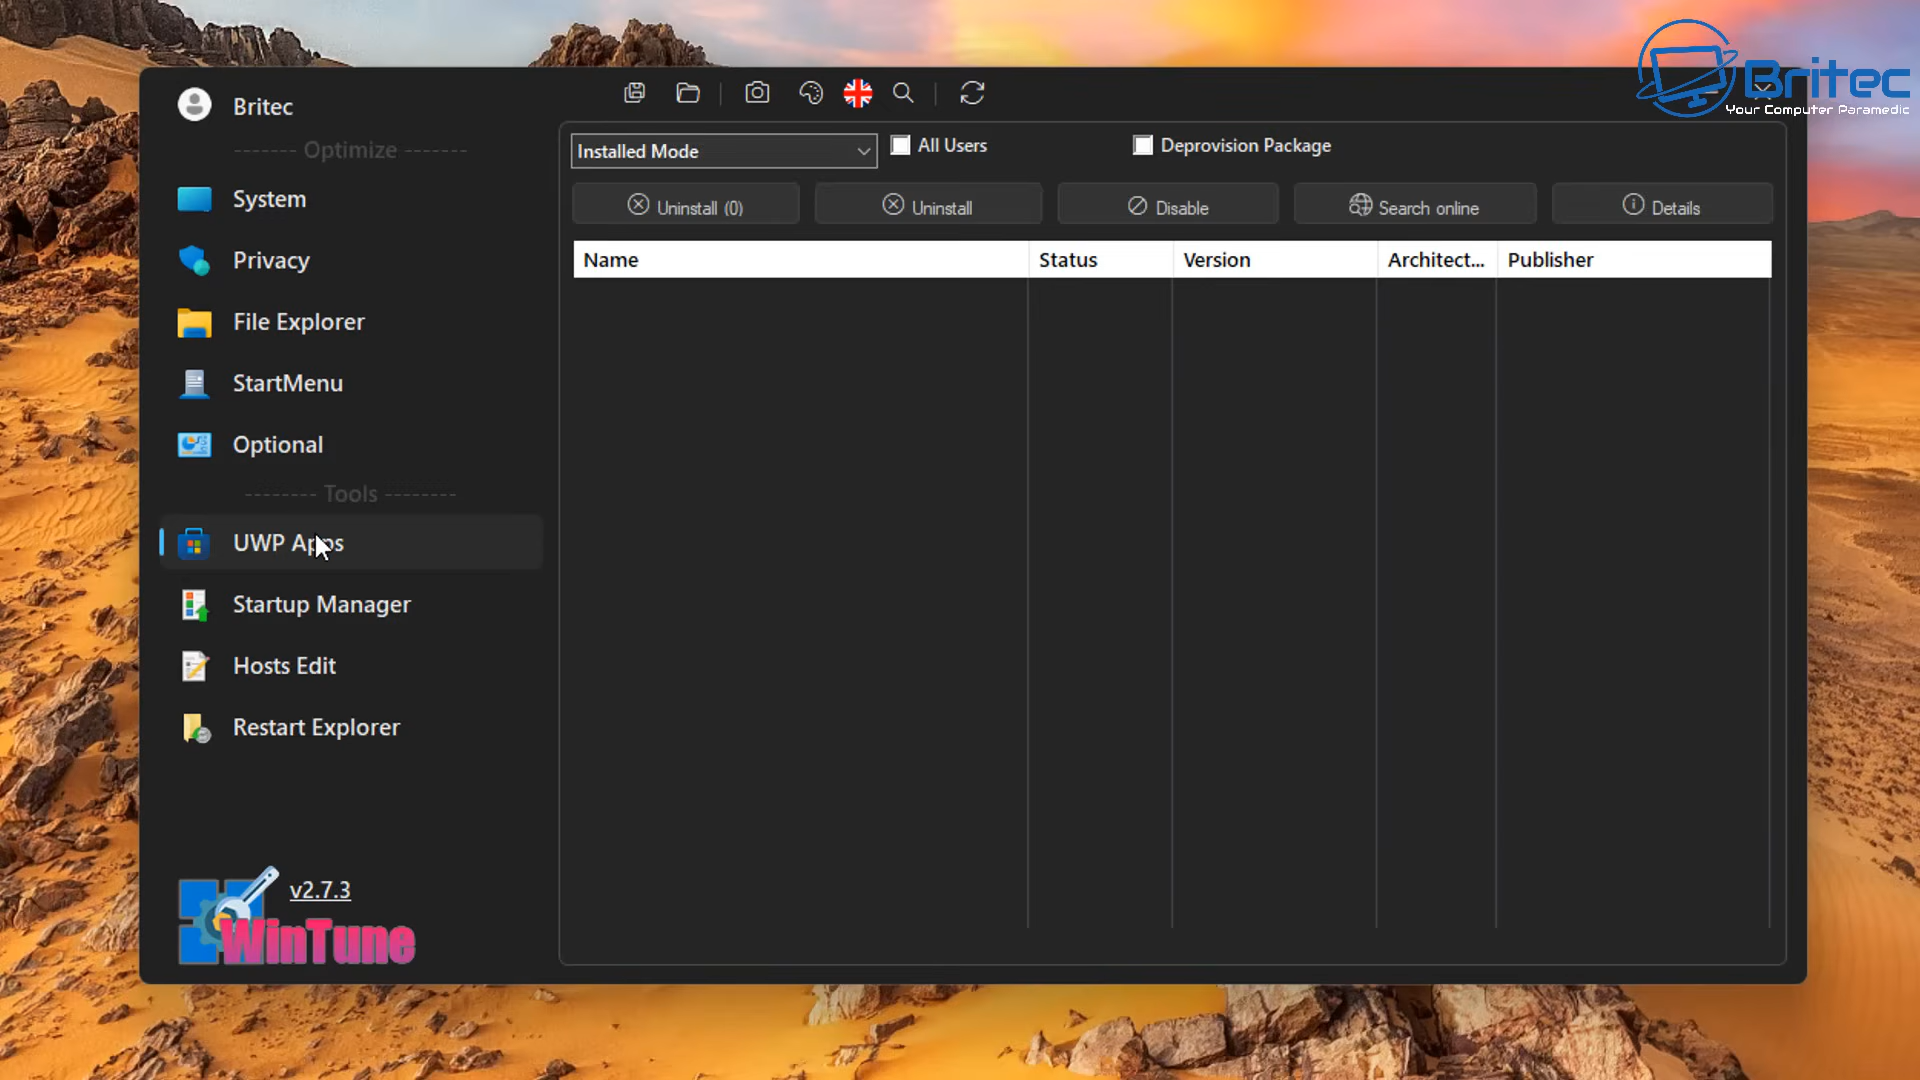 Britec
Your Computer Paramedic
Britec
------- Optimize -------
System
Privacy
File Explorer
StartMenu
Optional
-------- Tools --------
UWP Apps
Startup Manager
Hosts Edit
Restart Explorer
v2.7.3
WinTune
Installed Mode
All Users
Deprovision Package
Uninstall (0)
Uninstall
Disable
Search online
Details
Name
Status
Version
Architect...
Publisher